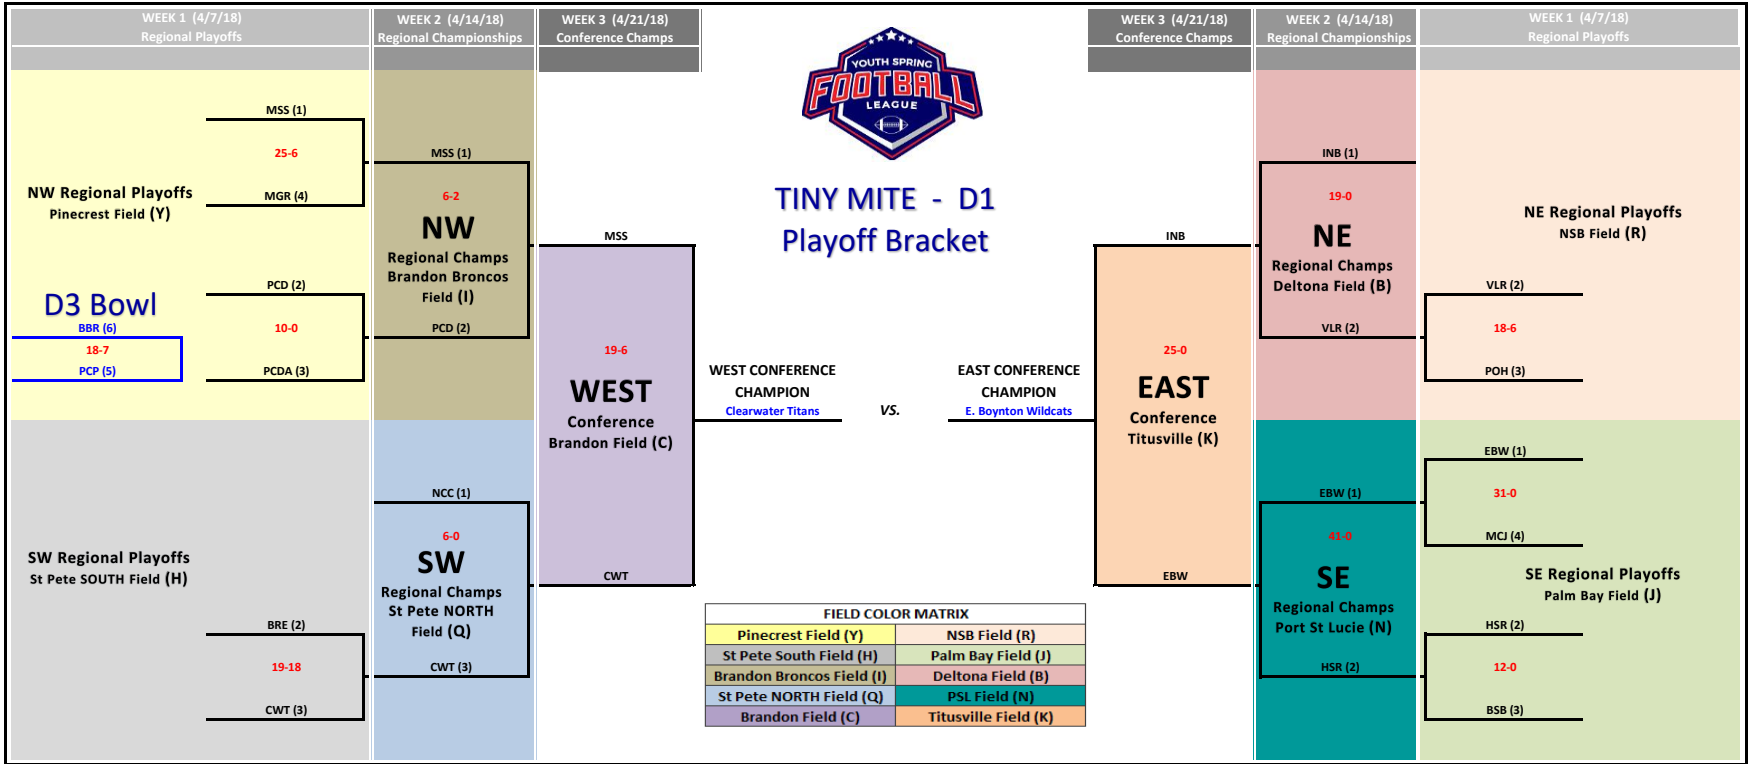 WEEK 1  (4/7/18)
Regional Playoffs
WEEK 2 (4/14/18)
Regional Championships
WEEK 3 (4/21/18)
Conference Champs
WEEK 3 (4/21/18)
Conference Champs
WEEK 2 (4/14/18)
Regional Championships
WEEK 1  (4/7/18)
Regional Playoffs
YOUTH SPRING
FOOTBALL
LEAGUE
TINY MITE  -  D1
Playoff Bracket
MSS (1)
25-6
MGR (4)
NW Regional Playoffs
Pinecrest Field (Y)
PCD (2)
10-0
PCDA (3)
D3 Bowl
BBR (6)
18-7
PCP (5)
SW Regional Playoffs
St Pete SOUTH Field (H)
BRE (2)
19-18
CWT (3)
MSS (1)
6-2
NW
Regional Champs
Brandon Broncos
Field (I)
PCD (2)
NCC (1)
6-0
SW
Regional Champs
St Pete NORTH
Field (Q)
CWT (3)
MSS
19-6
WEST
Conference
Brandon Field (C)
CWT
WEST CONFERENCE
CHAMPION
Clearwater Titans
VS.
EAST CONFERENCE
CHAMPION
E. Boynton Wildcats
INB
25-0
EAST
Conference
Titusville (K)
EBW
INB (1)
19-0
NE
Regional Champs
Deltona Field (B)
VLR (2)
EBW (1)
41-0
SE
Regional Champs
Port St Lucie (N)
HSR (2)
NE Regional Playoffs
NSB Field (R)
VLR (2)
18-6
POH (3)
EBW (1)
31-0
MCJ (4)
SE Regional Playoffs
Palm Bay Field (J)
HSR (2)
12-0
BSB (3)
FIELD COLOR MATRIX
Pinecrest Field (Y) NSB Field (R)
St Pete South Field (H) Palm Bay Field (J)
Brandon Broncos Field (I) Deltona Field (B)
St Pete NORTH Field (Q) PSL Field (N)
Brandon Field (C) Titusville Field (K)